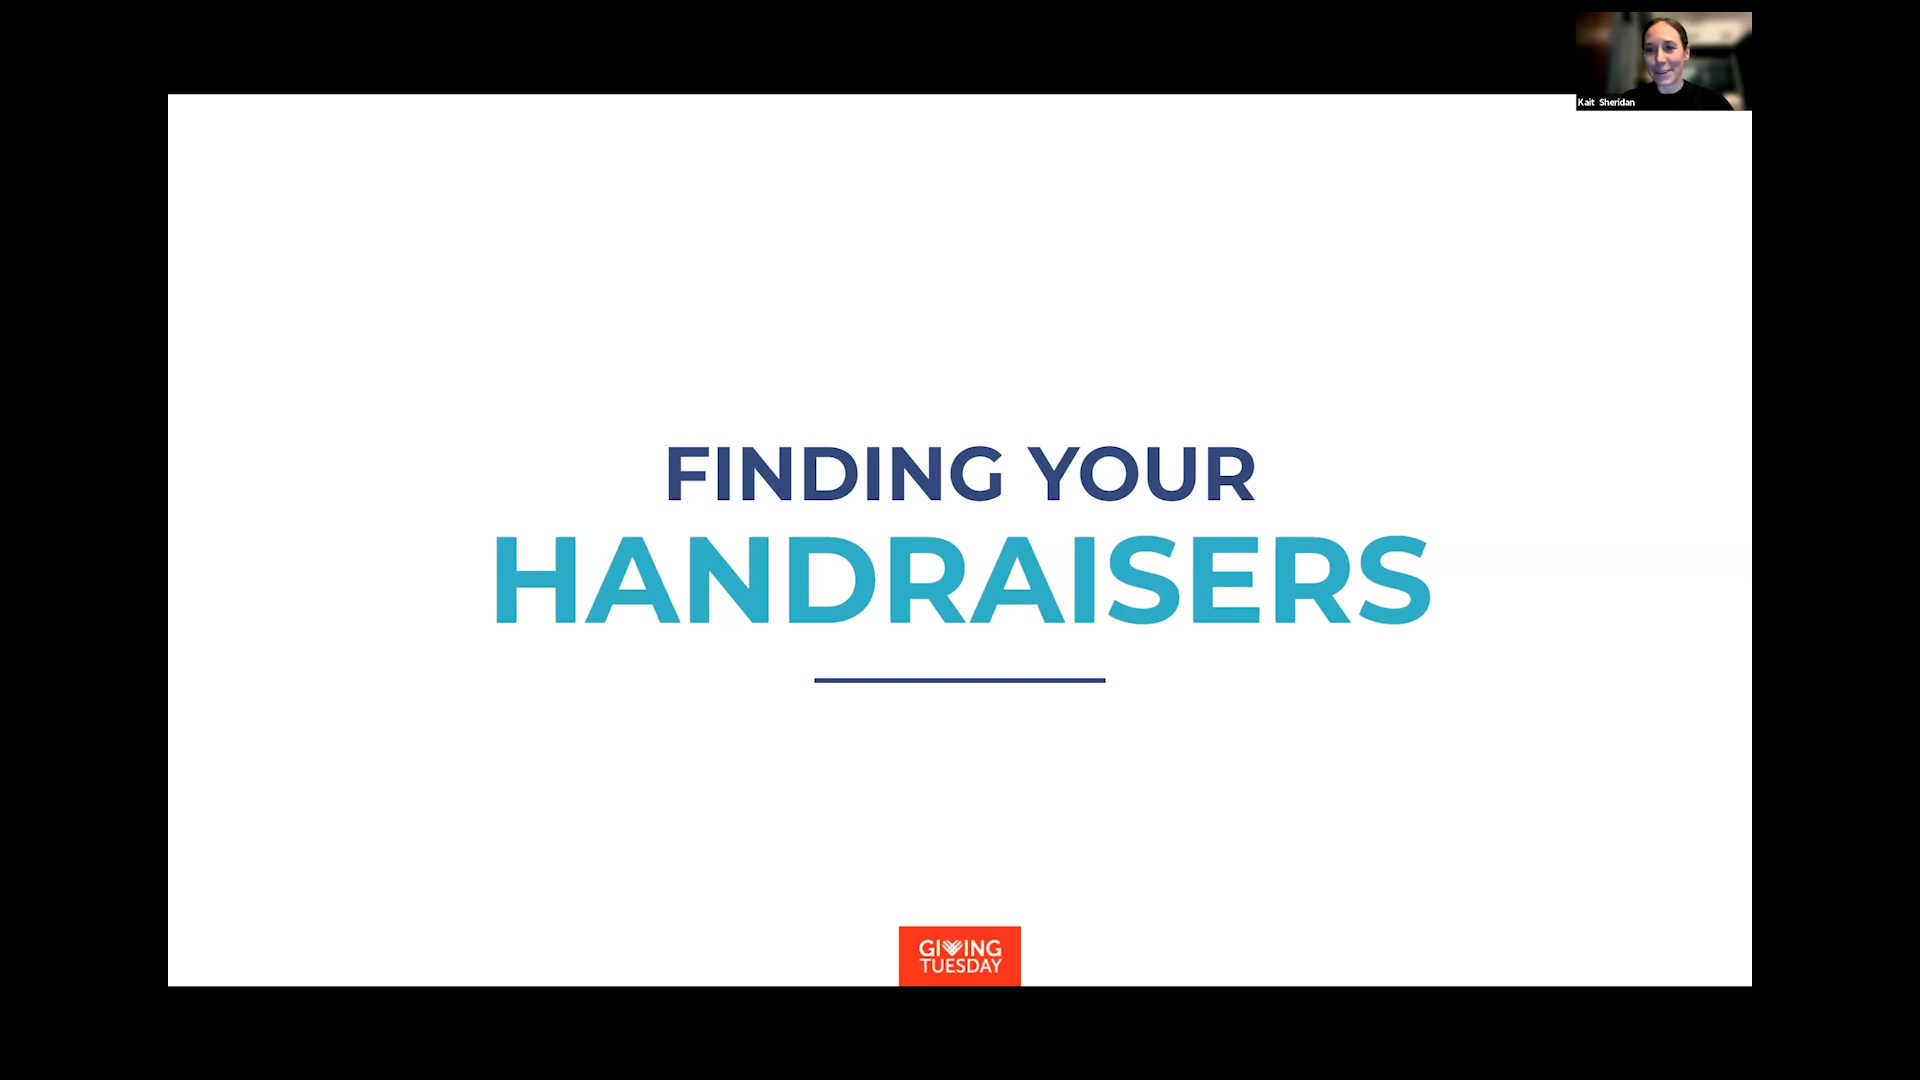 Kait Sheridan
FINDING YOUR
HANDRAISERS
GIVING
TUESDAY